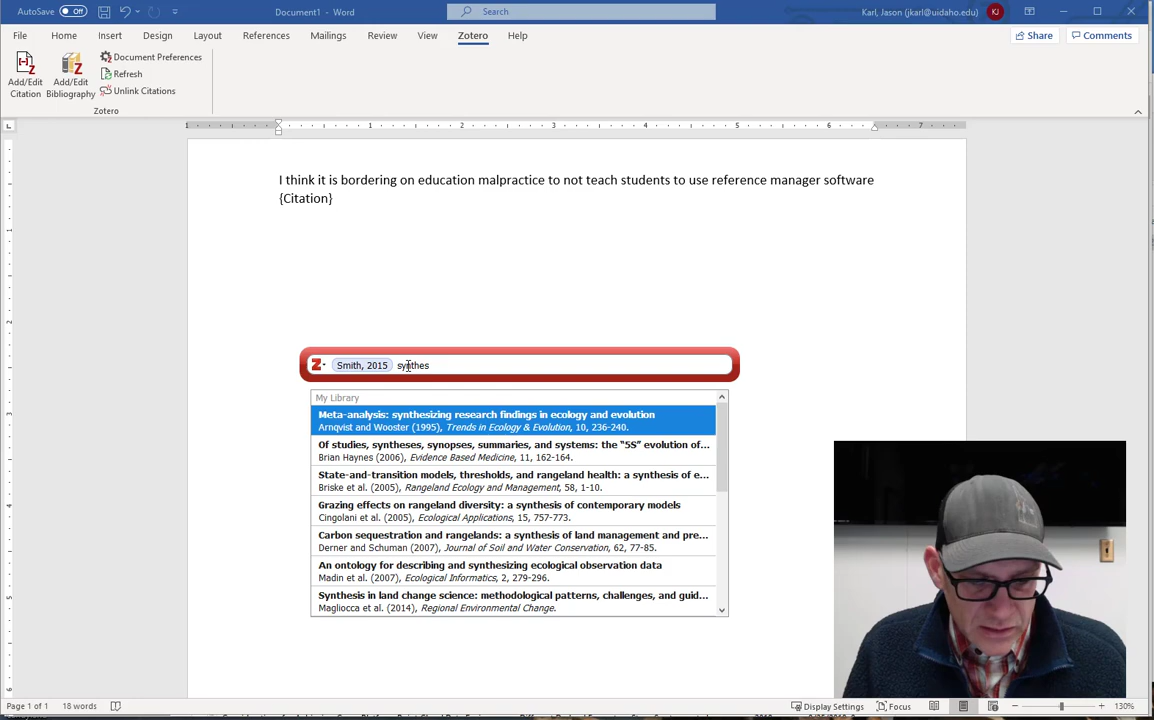 AutoSave Off Document1 - Word Search Karl, Jason (jkarl@uidaho.edu) KJ
File Home Insert Design Layout References Mailings Review View Zotero Help Share Comments
Add/Edit Citation
Add/Edit Bibliography
Document Preferences
Refresh
Unlink Citations
Zotero
1 1 2 3 4 5 6 7
I think it is bordering on education malpractice to not teach students to use reference manager software
{Citation}
Z Smith, 2015 synthes
My Library
Meta-analysis: synthesizing research findings in ecology and evolution
Arnqvist and Wooster (1995), Trends in Ecology & Evolution, 10, 236-240.
Of studies, syntheses, synopses, summaries, and systems: the “5S” evolution of...
Brian Haynes (2006), Evidence Based Medicine, 11, 162-164.
State-and-transition models, thresholds, and rangeland health: a synthesis of e...
Briske et al. (2005), Rangeland Ecology and Management, 58, 1-10.
Grazing effects on rangeland diversity: a synthesis of contemporary models
Cingolani et al. (2005), Ecological Applications, 15, 757-773.
Carbon sequestration and rangelands: a synthesis of land management and pre...
Derner and Schuman (2007), Journal of Soil and Water Conservation, 62, 77-85.
An ontology for describing and synthesizing ecological observation data
Madin et al. (2007), Ecological Informatics, 2, 279-296.
Synthesis in land change science: methodological patterns, challenges, and guid...
Magliocca et al. (2014), Regional Environmental Change.
Page 1 of 1 18 words Display Settings Focus 130%